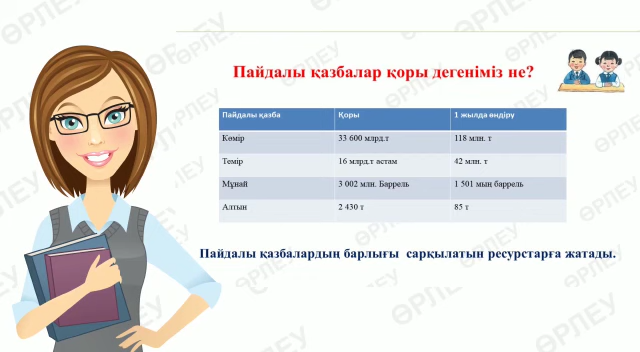 Пайдалы қазбалар қоры дегеніміз не?
Пайдалы қазба Қоры 1 жылда өндіру
Көмір 33 600 млрд.т 118 млн. т
Темір 16 млрд.т астам 42 млн. т
Мұнай 3 002 млн. Баррель 1 501 мың баррель
Алтын 2 430 т 85 т
Пайдалы қазбалардың барлығы сарқылатын ресурстарға жатады.
ӨРЛЕУ